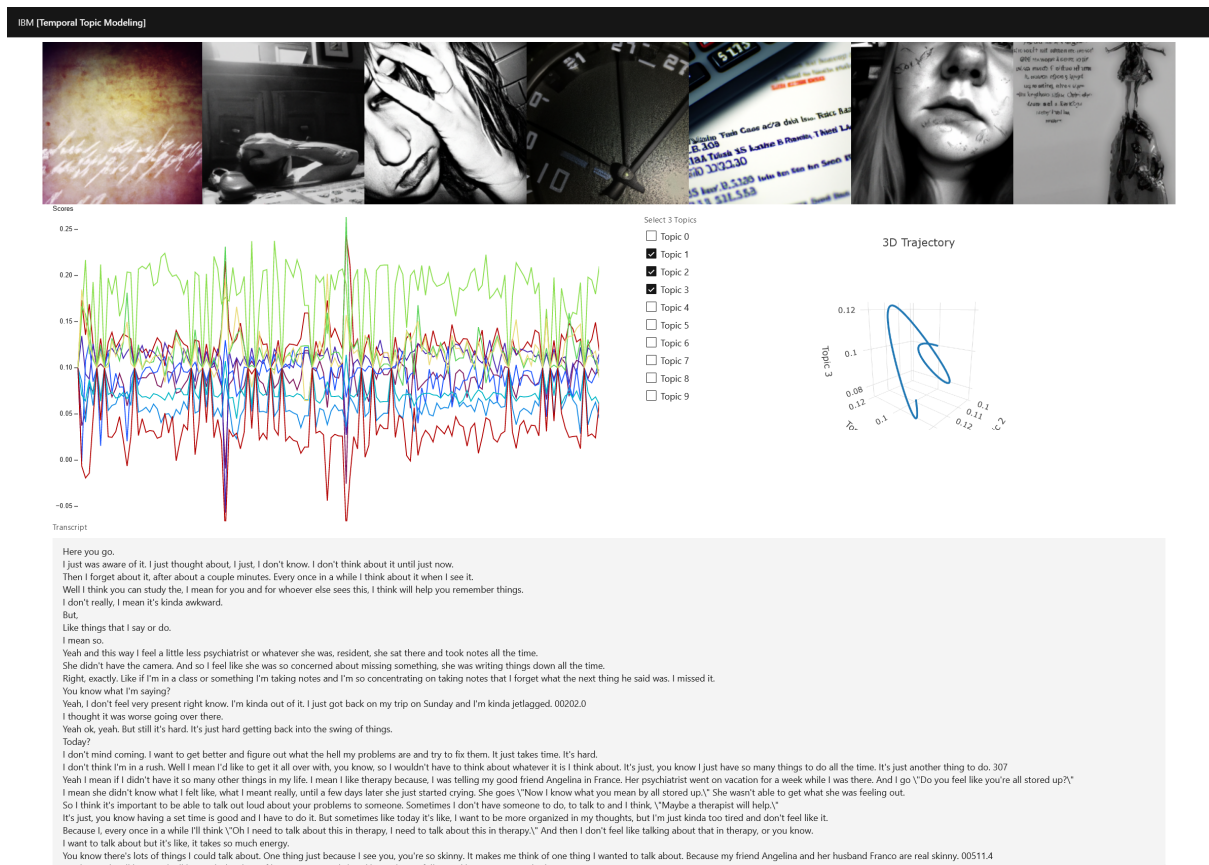 IBM [Temporal Topic Modeling]
Scores
0.25
0.20
0.15
0.10
0.05
0.00
−0.05
Select 3 Topics
Topic 0
Topic 1
Topic 2
Topic 3
Topic 4
Topic 5
Topic 6
Topic 7
Topic 8
Topic 9
3D Trajectory
0.12
0.1
0.08
Topic 3
0.12
0.1
0.1
0.11
0.12
Transcript
Here you go.
I just was aware of it. I just thought about, I just, I don't know. I don't think about it until just now.
Then I forget about it, after about a couple minutes. Every once in a while I think about it when I see it.
Well I think you can study the, I mean for you and for whoever else sees this, I think will help you remember things.
I don't really, I mean it's kinda awkward.
But,
Like things that I say or do.
I mean so.
Yeah and this way I feel a little less psychiatrist or whatever she was, resident, she sat there and took notes all the time.
She didn't have the camera. And so I feel like she was so concerned about missing something, she was writing things down all the time.
Right, exactly. Like if I'm in a class or something I'm taking notes and I'm so concentrating on taking notes that I forget what the next thing he said was. I missed it.
You know what I'm saying?
Yeah, I don't feel very present right know. I'm kinda out of it. I just got back on my trip on Sunday and I'm kinda jetlagged. 00202.0
I thought it was worse going over there.
Yeah ok, yeah. But still it's hard. It's just hard getting back into the swing of things.
Today?
I don't mind coming. I want to get better and figure out what the hell my problems are and try to fix them. It just takes time. It's hard.
I don't think I'm in a rush. Well I mean I'd like to get it all over with, you know, so I wouldn't have to think about whatever it is I think about. It's just, you know I just have so many things to do all the time. It's just another thing to do. 307
Yeah I mean if I didn't have it so many other things in my life. I mean I like therapy because, I was telling my good friend Angelina in France. Her psychiatrist went on vacation for a week while I was there. And I go \"Do you feel like you're all stored up?\"
I mean she didn't know what I felt like, what I meant really, until a few days later she just started crying. She goes \"Now I know what you mean by all stored up.\" She wasn't able to get what she was feeling out.
So I think it's important to be able to talk out loud about your problems to someone. Sometimes I don't have someone to do, to talk to and I think, \"Maybe a therapist will help.\"
It's just, you know having a set time is good and I have to do it. But sometimes like today it's like, I want to be more organized in my thoughts, but I'm just kinda too tired and don't feel like it.
Because I, every once in a while I'll think \"Oh I need to talk about this in therapy, I need to talk about this in therapy.\" And then I don't feel like talking about that in therapy, or you know.
I want to talk about but it's like, it takes so much energy.
You know there's lots of things I could talk about. One thing just because I see you, you're so skinny. It makes me think of one thing I wanted to talk about. Because my friend Angelina and her husband Franco are real skinny. 00511.4